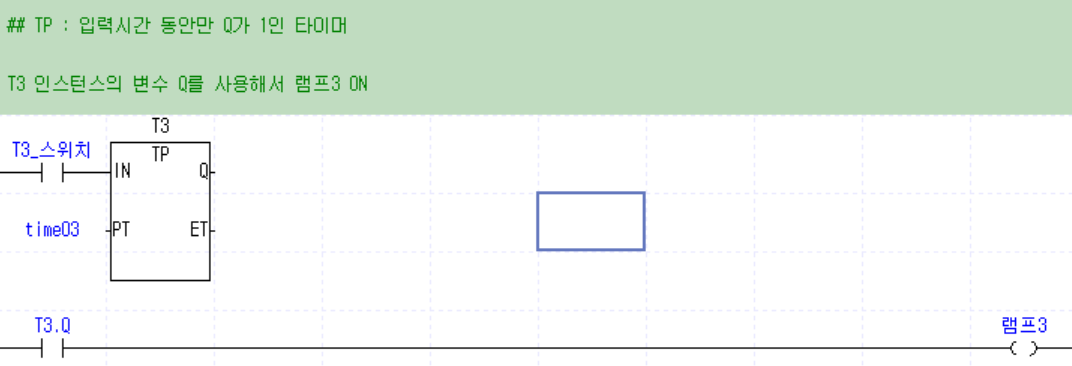 ## TP : 입력시간 동안만 Q가 1인 타이머
T3 인스턴스의 변수 Q를 사용해서 램프3 ON
T3
T3_스위치
TP
IN
Q
time03
PT
ET
T3.Q
램프3